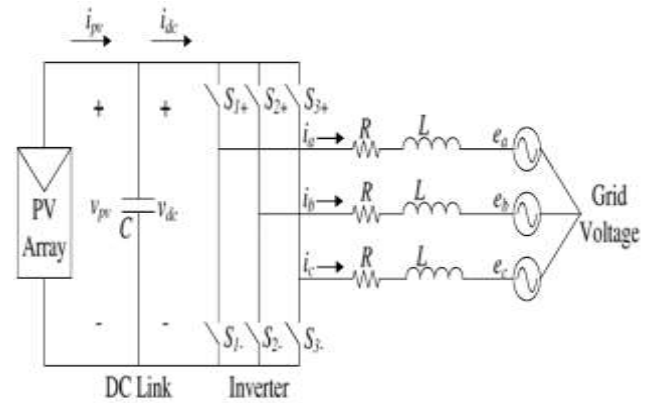 i_pv i_dc
+ + S_1+ S_2+ S_3+
i_a R L e_a
PV Array
v_pv C v_dc
i_b R L e_b
Grid Voltage
i_c R L e_c
- - S_1- S_2- S_3-
DC Link Inverter